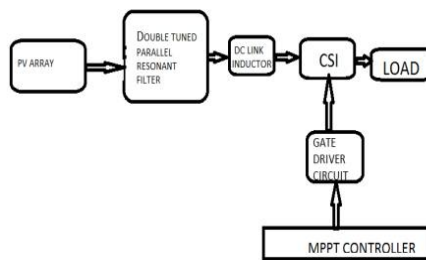 PV ARRAY
DOUBLE TUNED
PARALLEL
RESONANT
FILTER
DC LINK
INDUCTOR
CSI
LOAD
GATE
DRIVER
CIRCUIT
MPPT CONTROLLER